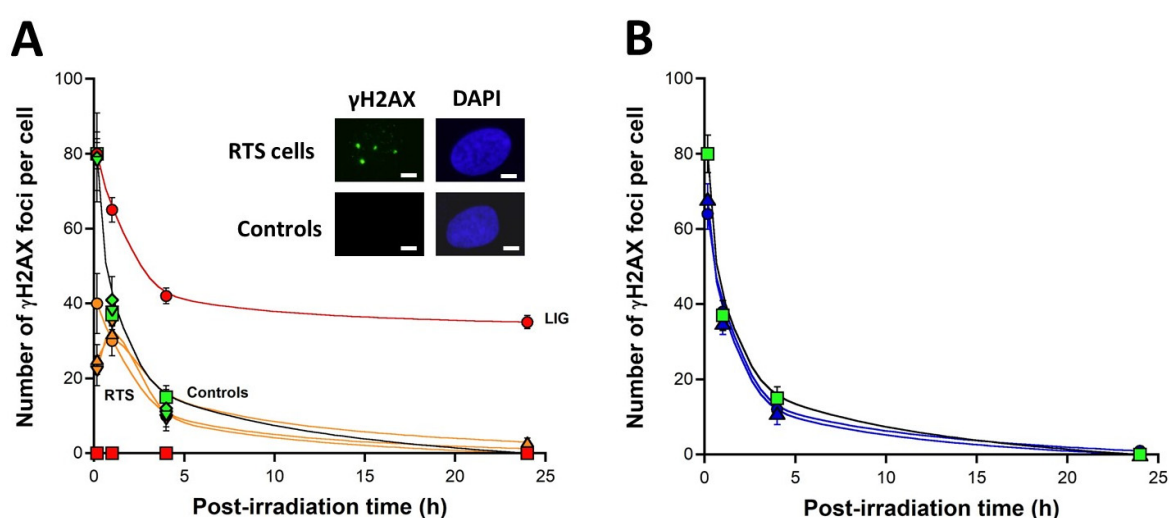 A
Number of γH2AX foci per cell
100
80
60
40
20
0
0 5 10 15 20 25
Post-irradiation time (h)
γH2AX DAPI
RTS cells
Controls
LIG
Controls
RTS
B
Number of γH2AX foci per cell
100
80
60
40
20
0
0 5 10 15 20 25
Post-irradiation time (h)